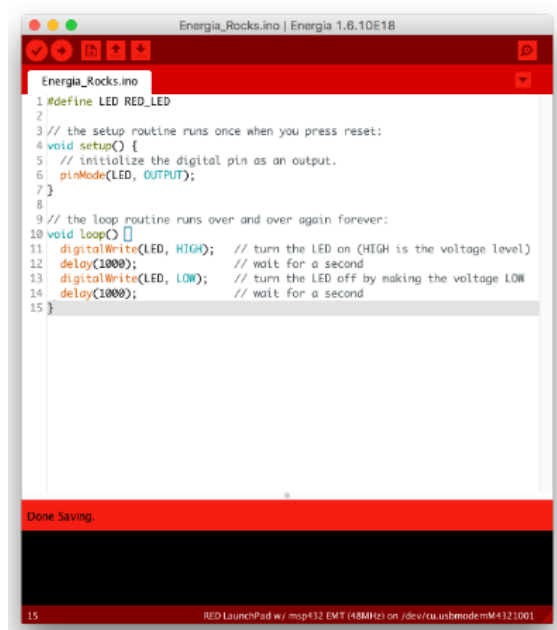 Energia_Rocks.ino | Energia 1.6.10E18
Energia_Rocks.ino
1 #define LED RED_LED
2
3 // the setup routine runs once when you press reset:
4 void setup() {
5   // initialize the digital pin as an output.
6   pinMode(LED, OUTPUT);
7 }
8
9 // the loop routine runs over and over again forever:
10 void loop() {
11   digitalWrite(LED, HIGH);   // turn the LED on (HIGH is the voltage level)
12   delay(1000);               // wait for a second
13   digitalWrite(LED, LOW);    // turn the LED off by making the voltage LOW
14   delay(1000);               // wait for a second
15 }
Done Saving.
15 RED LaunchPad w/ msp432 EMT (48MHz) on /dev/cu.usbmodemM4321001